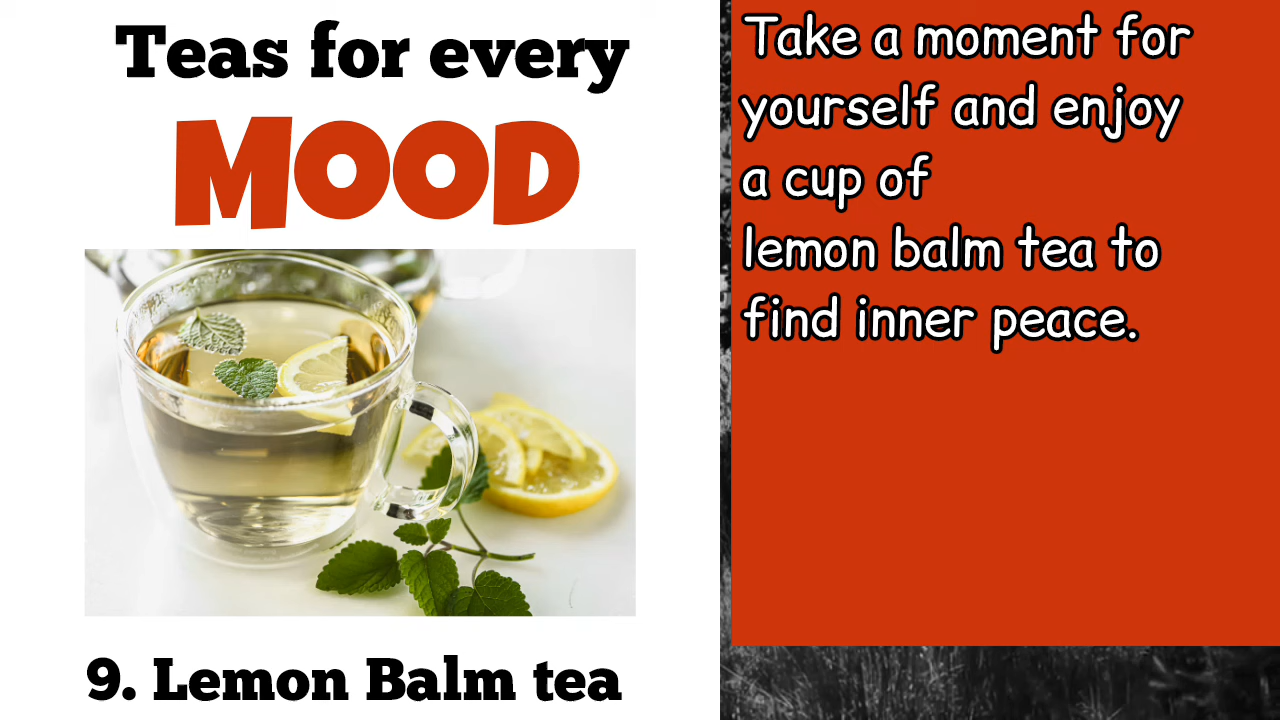 Teas for every
MOOD
9. Lemon Balm tea
Take a moment for
yourself and enjoy
a cup of
lemon balm tea to
find inner peace.